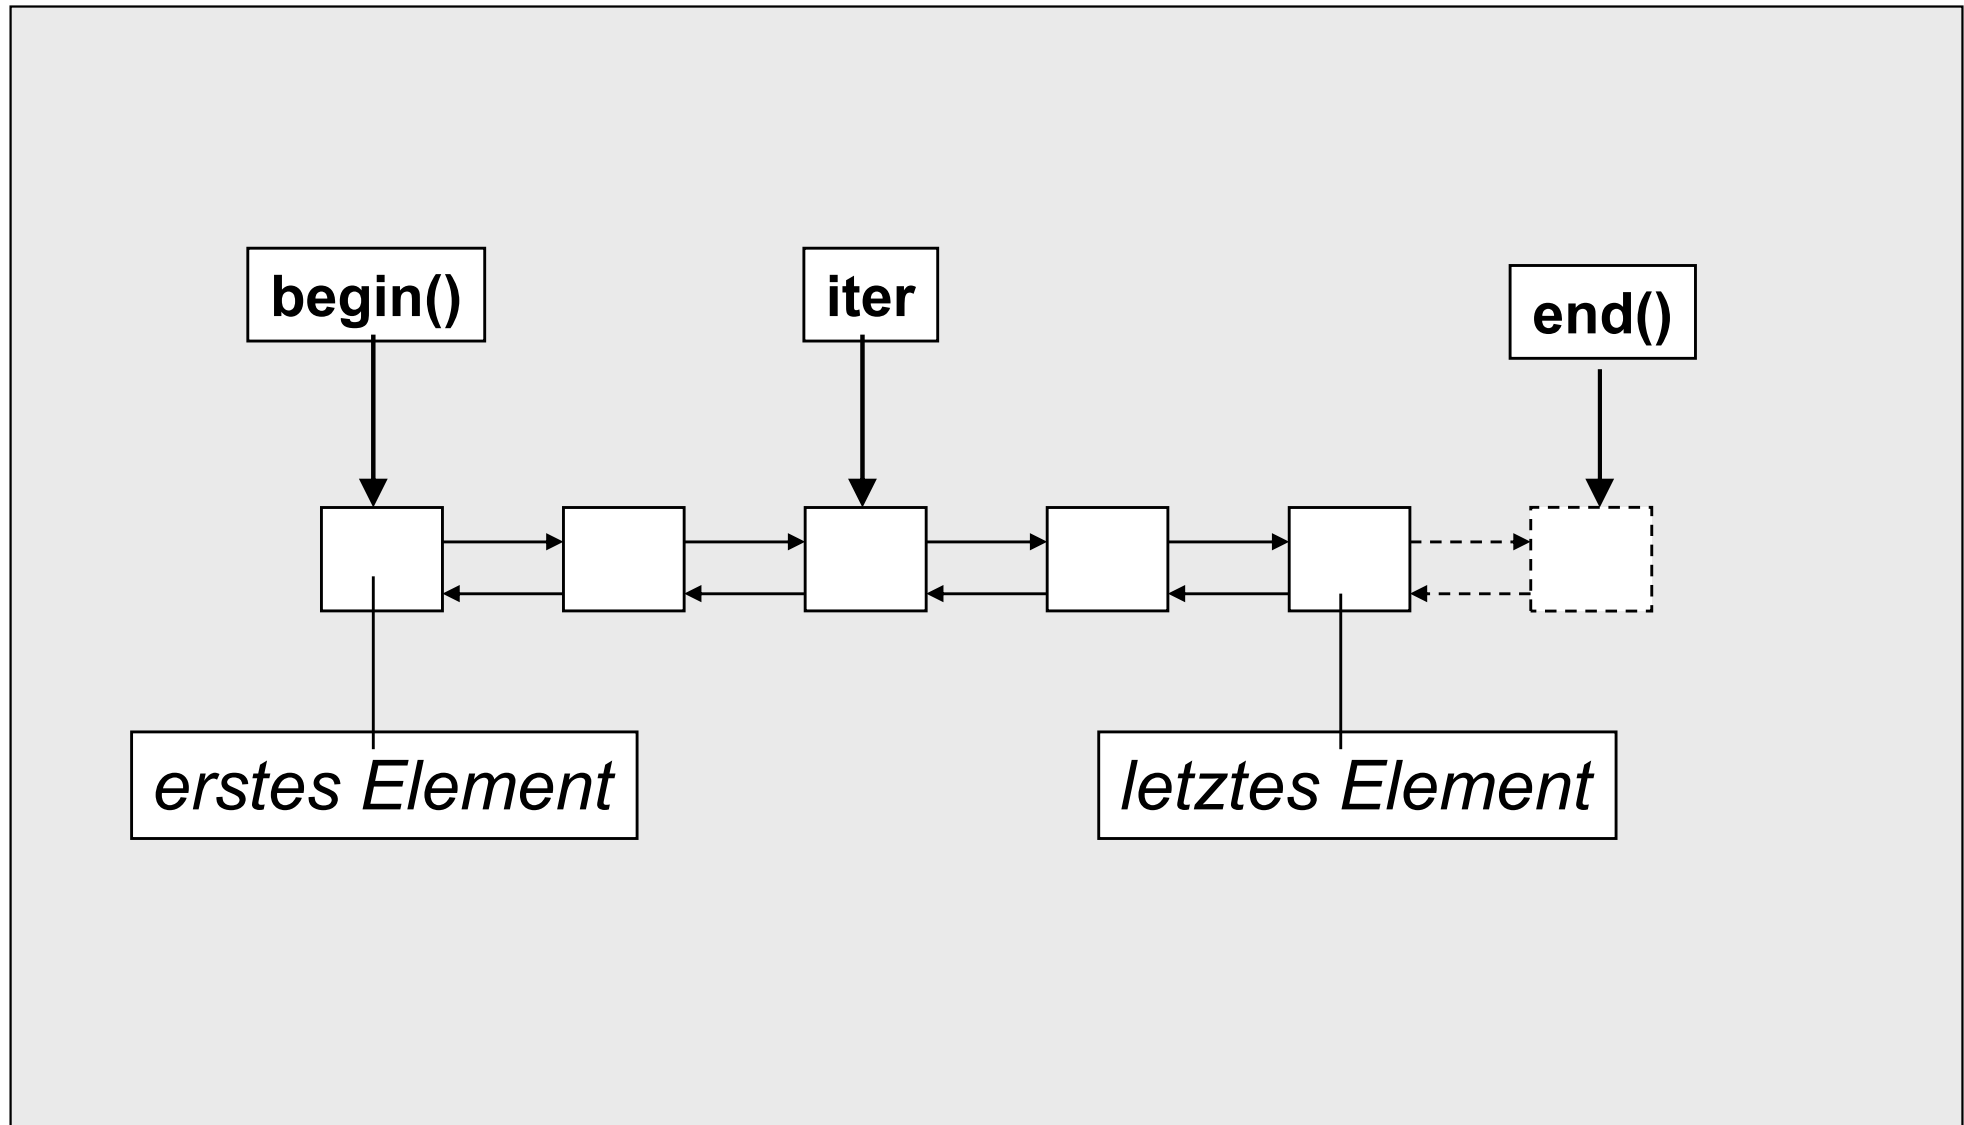 begin()
iter
end()
erstes Element
letztes Element